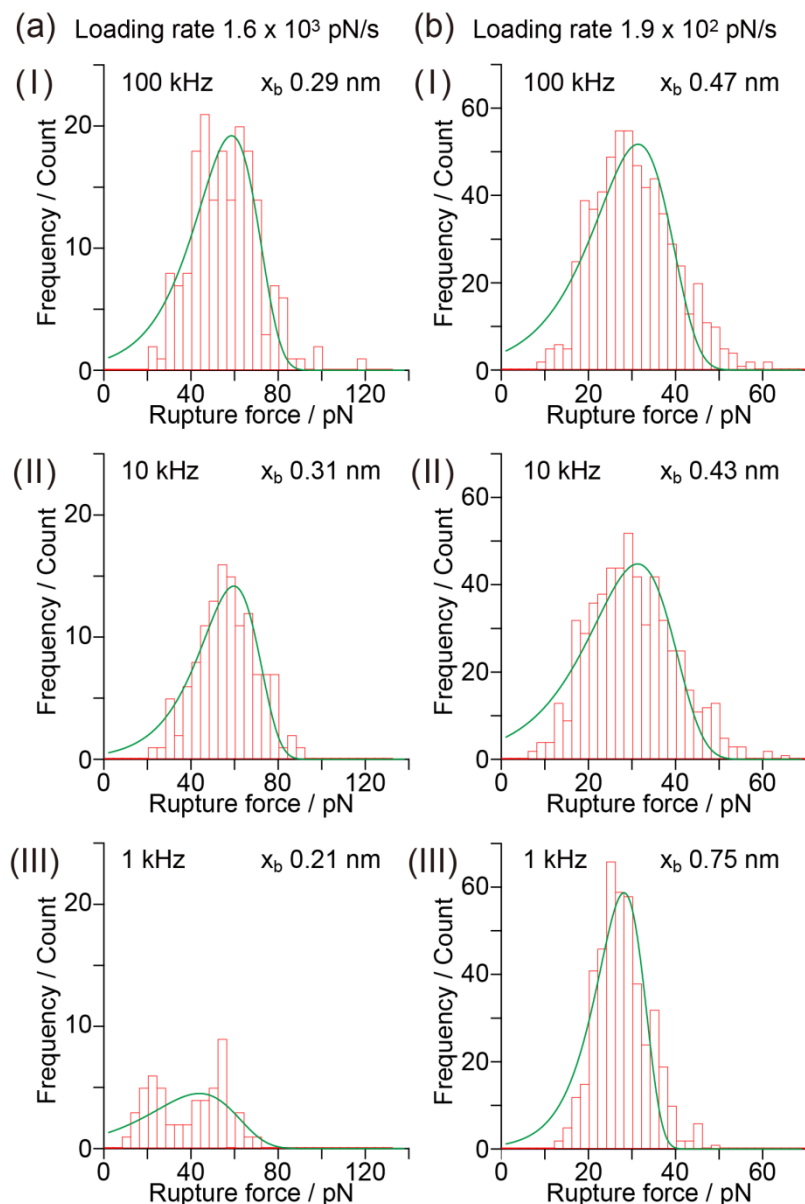 (a) Loading rate 1.6 x 10³ pN/s
(b) Loading rate 1.9 x 10² pN/s
(I)
100 kHz
x_b 0.29 nm
20
10
0
Frequency / Count
0 40 80 120
Rupture force / pN
(I)
100 kHz
x_b 0.47 nm
60
40
20
0
Frequency / Count
0 20 40 60
Rupture force / pN
(II)
10 kHz
x_b 0.31 nm
20
10
0
Frequency / Count
0 40 80 120
Rupture force / pN
(II)
10 kHz
x_b 0.43 nm
60
40
20
0
Frequency / Count
0 20 40 60
Rupture force / pN
(III)
1 kHz
x_b 0.21 nm
20
10
0
Frequency / Count
0 40 80 120
Rupture force / pN
(III)
1 kHz
x_b 0.75 nm
60
40
20
0
Frequency / Count
0 20 40 60
Rupture force / pN